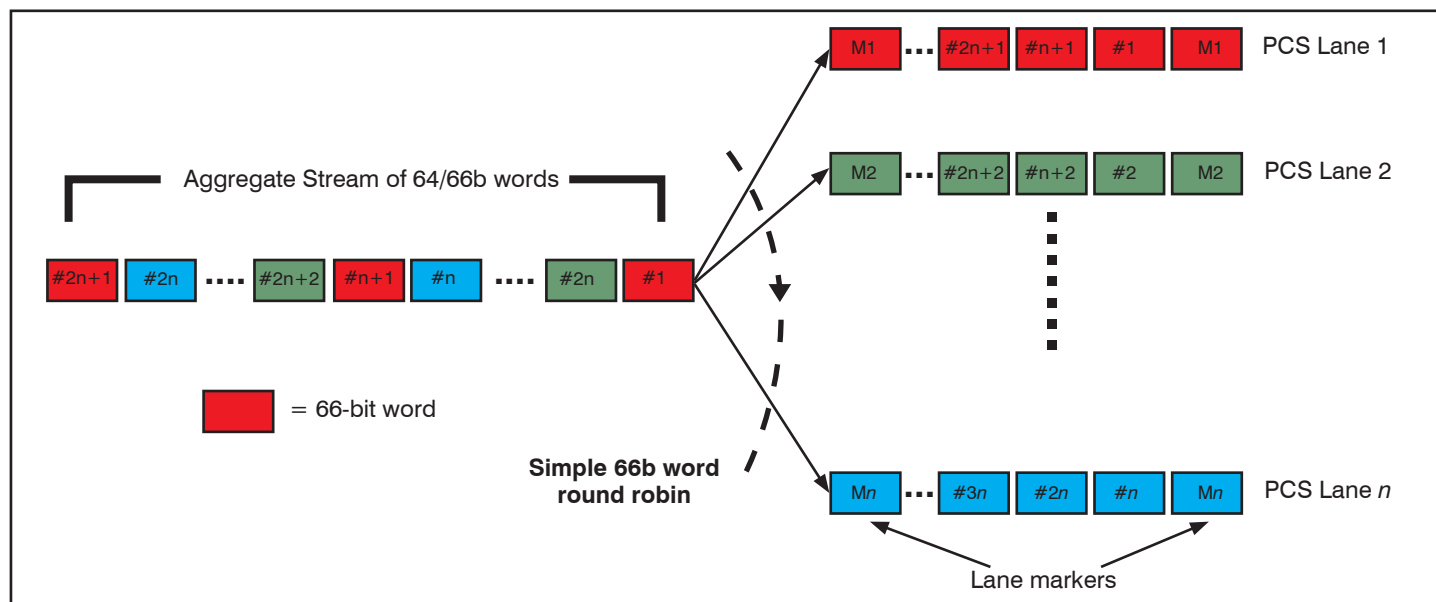 M1 ... #2n+1 #n+1 #1 M1 PCS Lane 1
M2 ... #2n+2 #n+2 #2 M2 PCS Lane 2
Aggregate Stream of 64/66b words
#2n+1 #2n .... #2n+2 #n+1 #n .... #2n #1
= 66-bit word
Simple 66b word
round robin
Mn ... #3n #2n #n Mn PCS Lane n
Lane markers